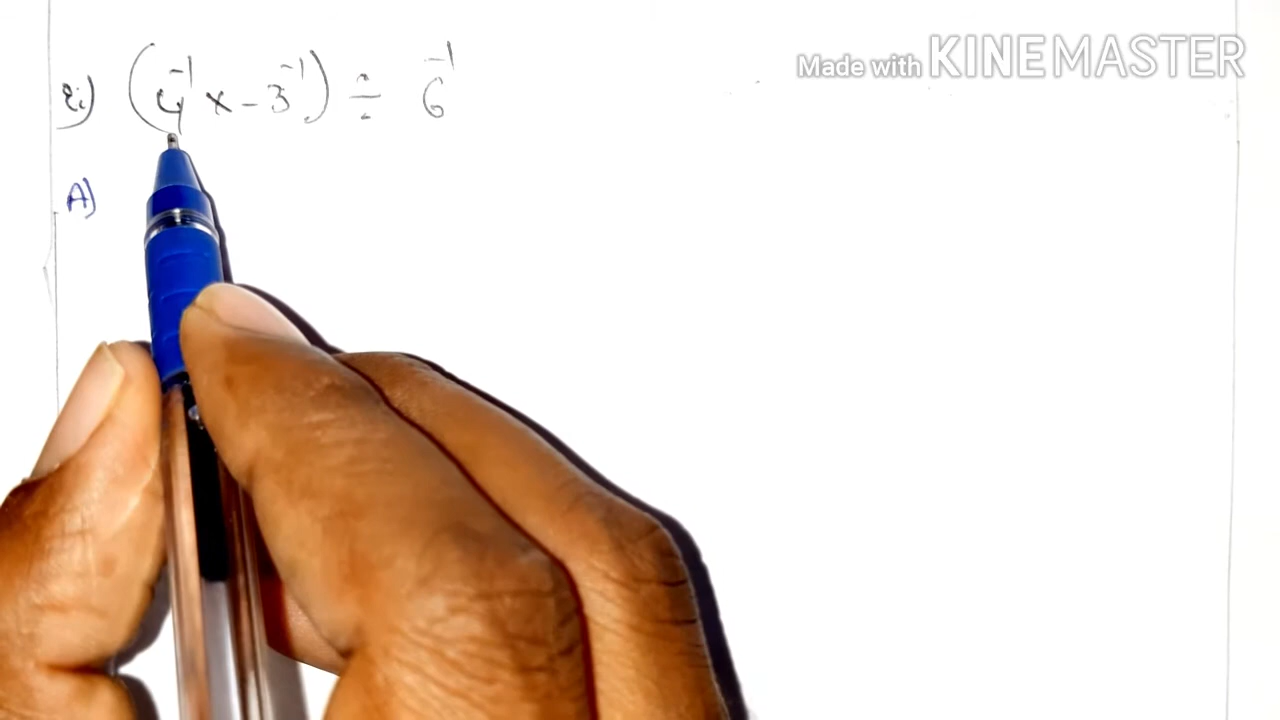 Made with KINEMASTER
ii) (4⁻¹ x - 3⁻¹) ÷ 6⁻¹
A)